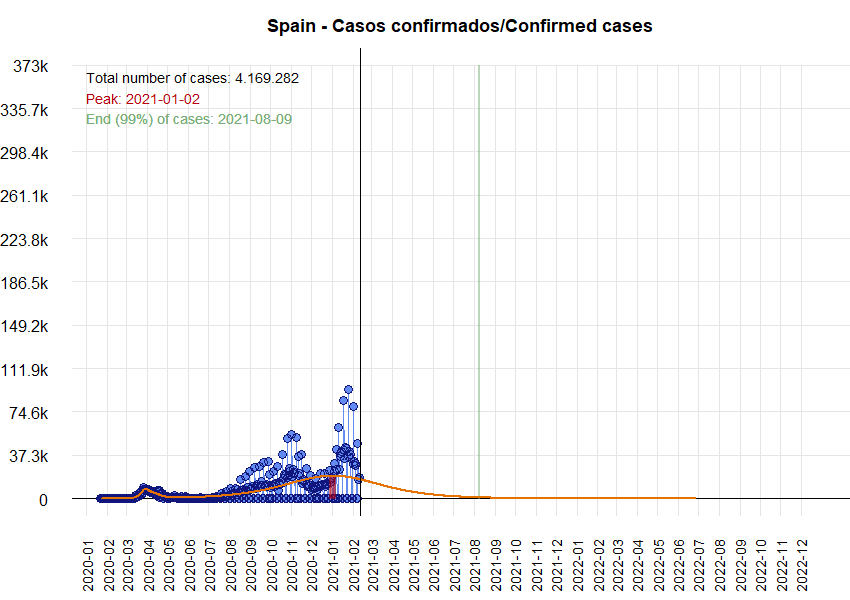 Spain - Casos confirmados/Confirmed cases
373k
335.7k
298.4k
261.1k
223.8k
186.5k
149.2k
111.9k
74.6k
37.3k
0
Total number of cases: 4.169.282
Peak: 2021-01-02
End (99%) of cases: 2021-08-09
2020-01
2020-02
2020-03
2020-04
2020-05
2020-06
2020-07
2020-08
2020-09
2020-10
2020-11
2020-12
2021-01
2021-02
2021-03
2021-04
2021-05
2021-06
2021-07
2021-08
2021-09
2021-10
2021-11
2021-12
2022-01
2022-02
2022-03
2022-04
2022-05
2022-06
2022-07
2022-08
2022-09
2022-10
2022-11
2022-12